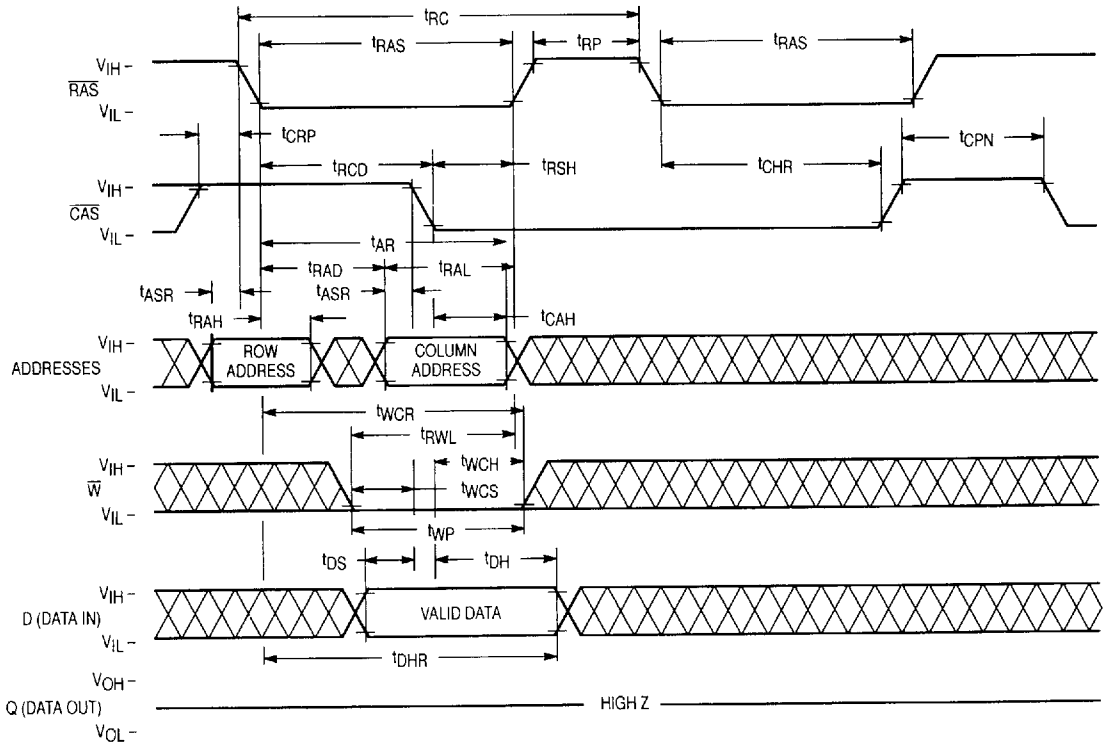 tRC
tRAS
tRP
tRAS
VIH
RAS
VIL
tCRP
tCPN
tRCD
tRSH
tCHR
VIH
CAS
VIL
tAR
tRAD
tRAL
tASR
tASR
tRAH
tCAH
VIH
ADDRESSES
VIL
ROW
ADDRESS
COLUMN
ADDRESS
tWCR
tRWL
tWCH
VIH
W
VIL
tWCS
tWP
tDS
tDH
VIH
D (DATA IN)
VIL
VALID DATA
tDHR
VOH
Q (DATA OUT)
HIGH Z
VOL